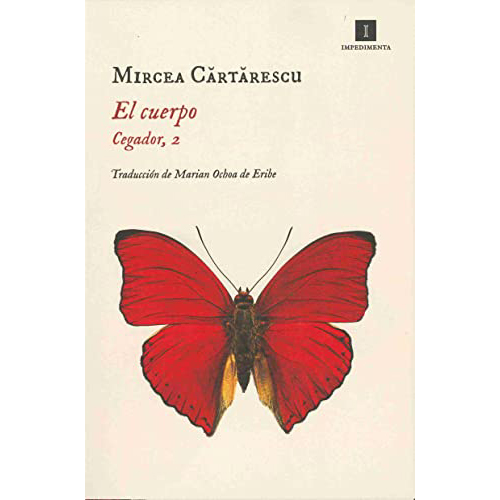 I
IMPEDIMENTA
MIRCEA CĂRTĂRESCU
El cuerpo
Cegador, 2
Traducción de Marian Ochoa de Eribe